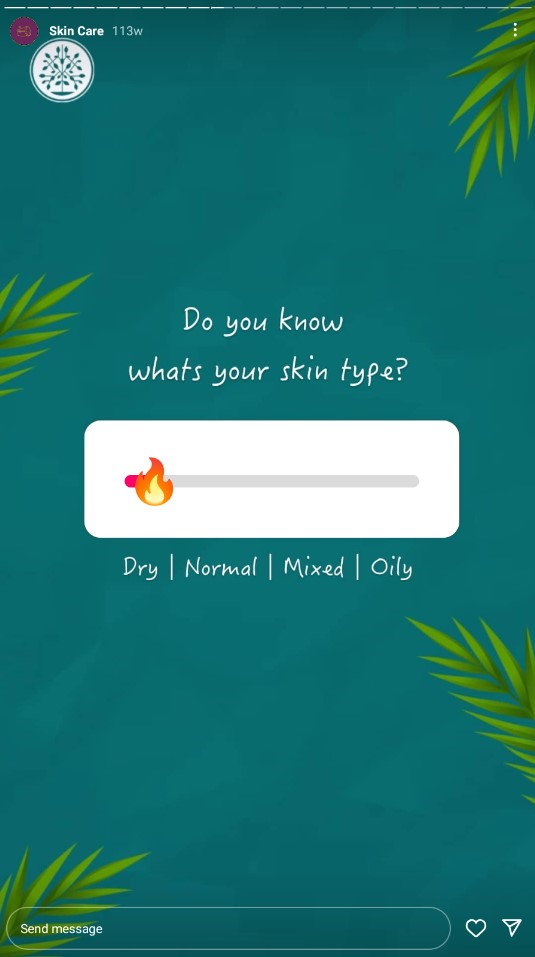 Skin Care 113w
Do you know
whats your skin type?
Dry | Normal | Mixed | Oily
Send message